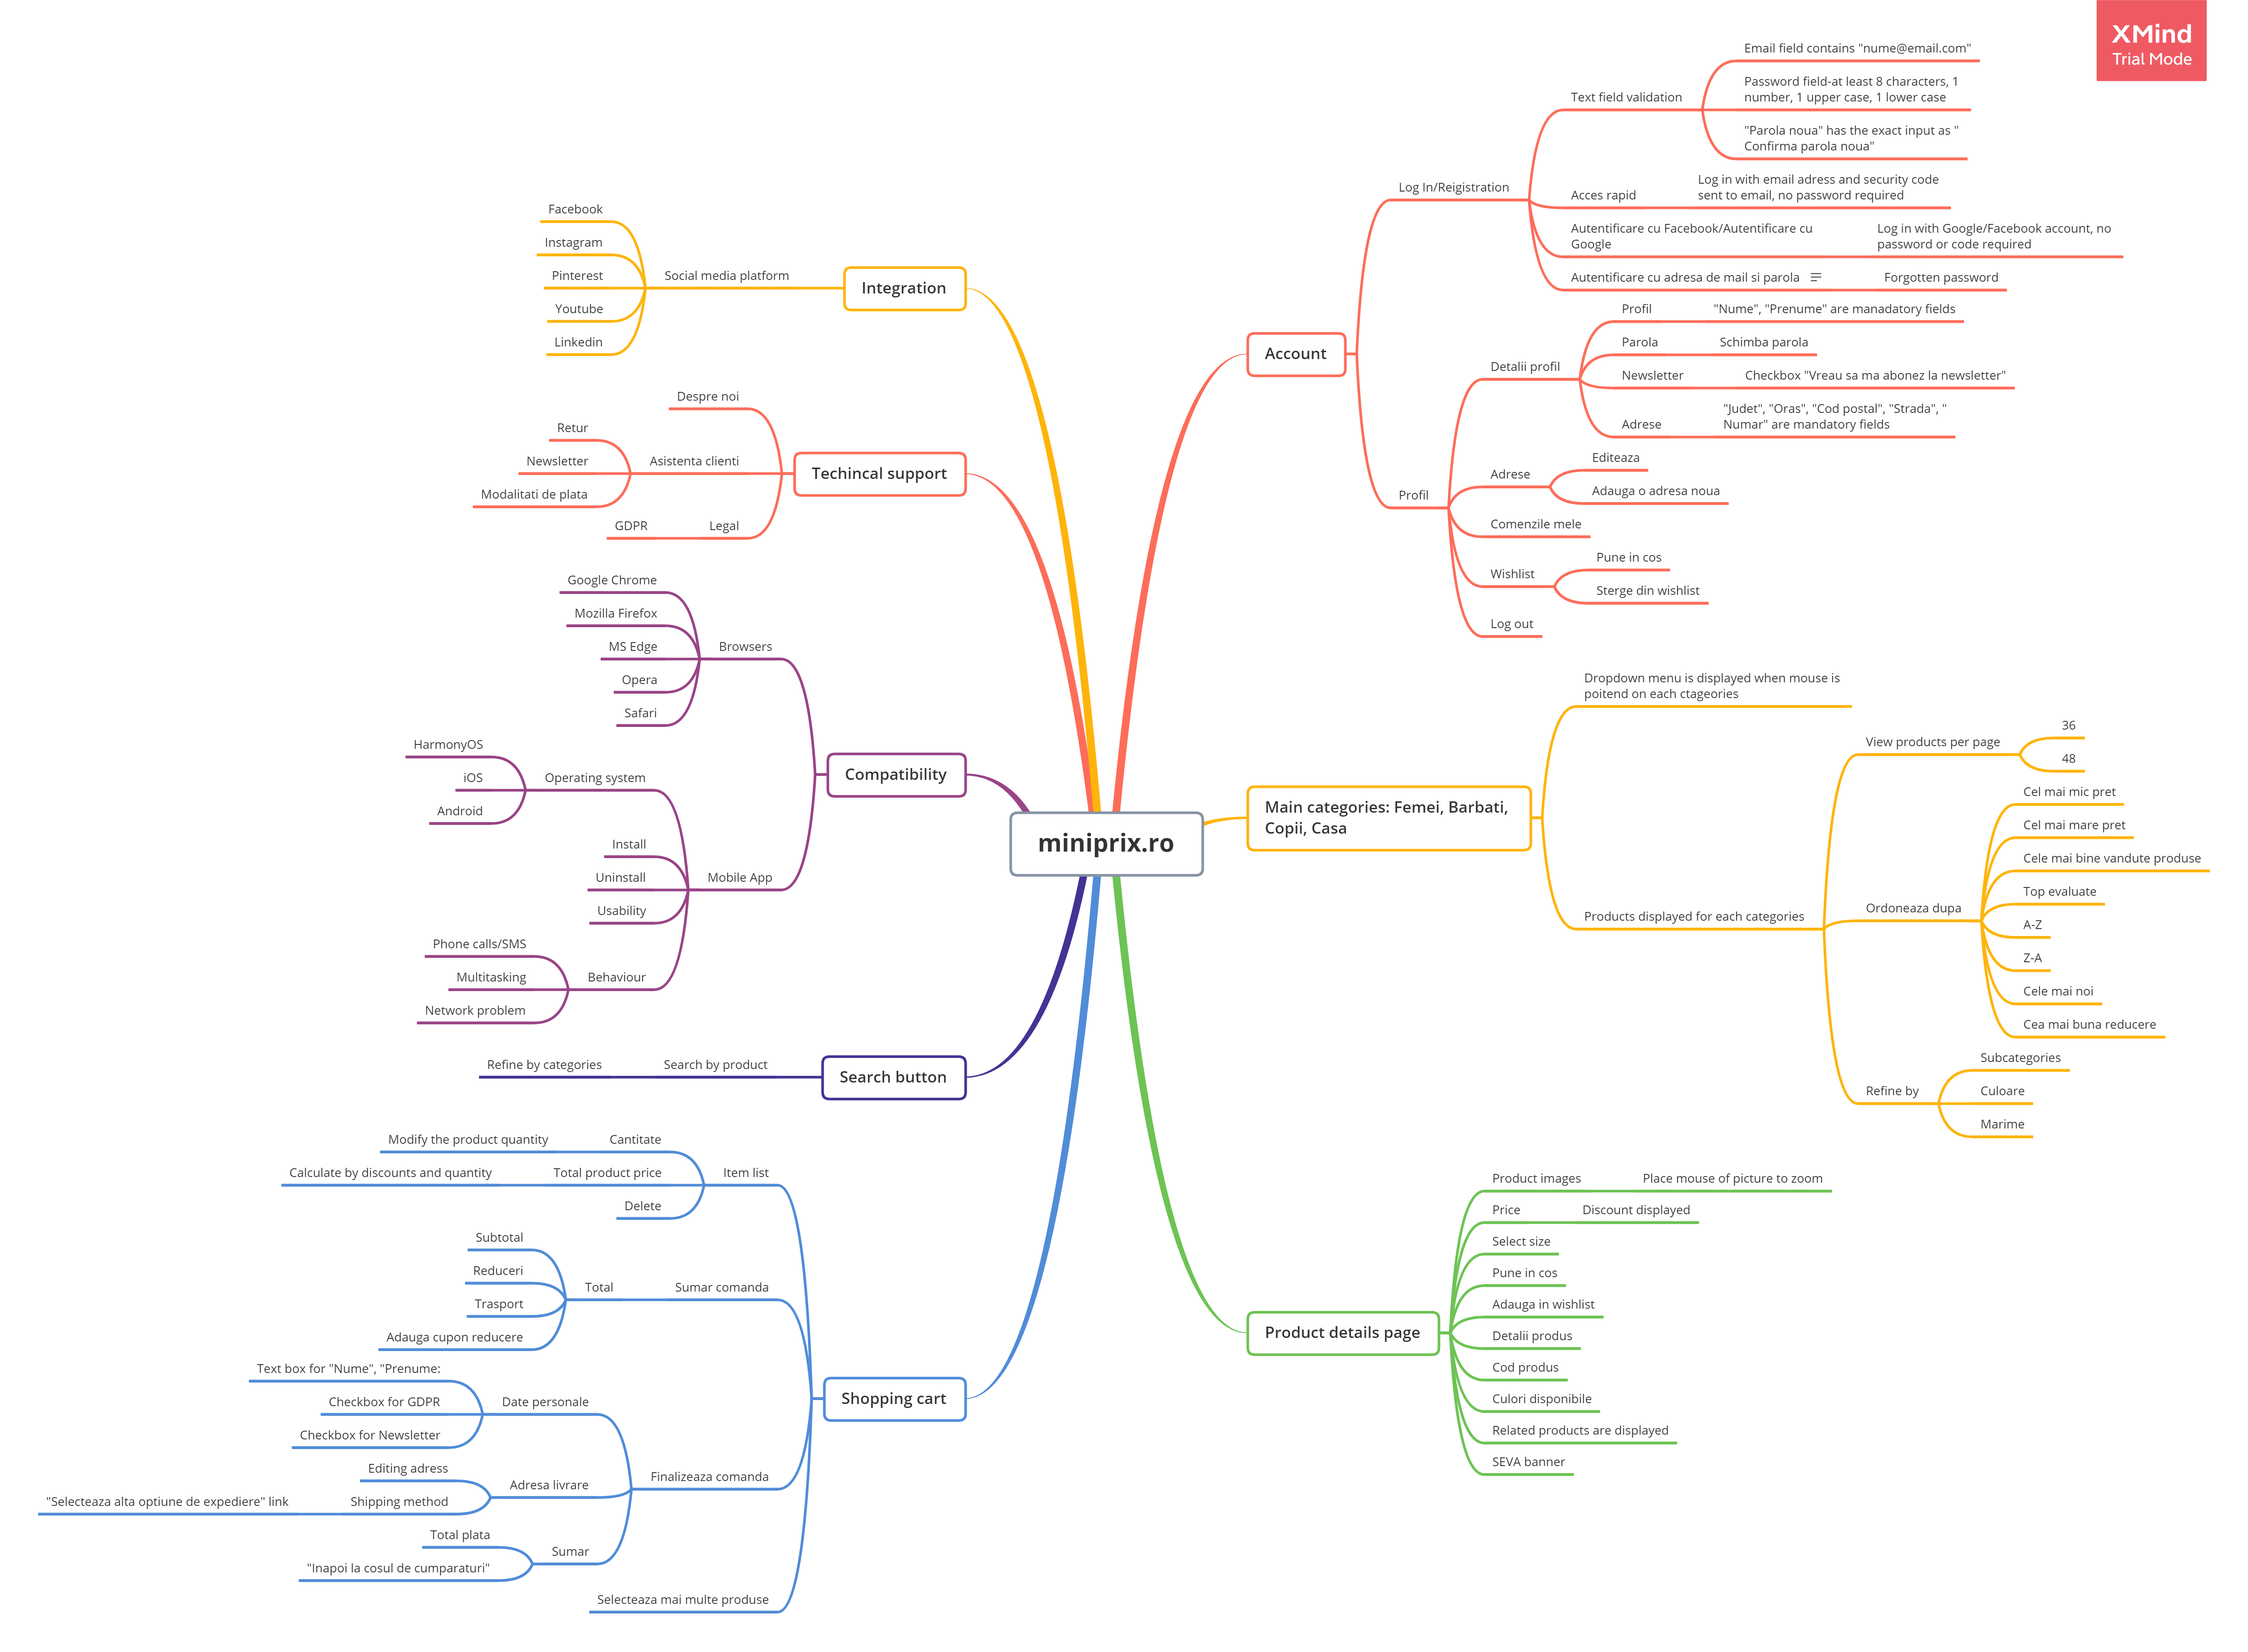 XMind
Trial Mode
miniprix.ro
Account
Log In/Reigistration
Text field validation
Email field contains "nume@email.com"
Password field-at least 8 characters, 1
number, 1 upper case, 1 lower case
"Parola noua" has the exact input as "
Confirma parola noua"
Acces rapid
Log in with email adress and security code
sent to email, no password required
Autentificare cu Facebook/Autentificare cu
Google
Log in with Google/Facebook account, no
password or code required
Autentificare cu adresa de mail si parola
Forgotten password
Profil
Detalii profil
Profil
"Nume", "Prenume" are manadatory fields
Parola
Schimba parola
Newsletter
Checkbox "Vreau sa ma abonez la newsletter"
Adrese
"Judet", "Oras", "Cod postal", "Strada", "
Numar" are mandatory fields
Adrese
Editeaza
Adauga o adresa noua
Comenzile mele
Wishlist
Pune in cos
Sterge din wishlist
Log out
Main categories: Femei, Barbati,
Copii, Casa
Dropdown menu is displayed when mouse is
poitend on each ctageories
Products displayed for each categories
View products per page
36
48
Ordoneaza dupa
Cel mai mic pret
Cel mai mare pret
Cele mai bine vandute produse
Top evaluate
A-Z
Z-A
Cele mai noi
Cea mai buna reducere
Refine by
Subcategories
Culoare
Marime
Product details page
Product images
Place mouse of picture to zoom
Price
Discount displayed
Select size
Pune in cos
Adauga in wishlist
Detalii produs
Cod produs
Culori disponibile
Related products are displayed
SEVA banner
Integration
Social media platform
Facebook
Instagram
Pinterest
Youtube
Linkedin
Techincal support
Despre noi
Asistenta clienti
Retur
Newsletter
Modalitati de plata
Legal
GDPR
Compatibility
Browsers
Google Chrome
Mozilla Firefox
MS Edge
Opera
Safari
Mobile App
Operating system
HarmonyOS
iOS
Android
Install
Uninstall
Usability
Behaviour
Phone calls/SMS
Multitasking
Network problem
Search button
Search by product
Refine by categories
Shopping cart
Item list
Cantitate
Modify the product quantity
Total product price
Calculate by discounts and quantity
Delete
Sumar comanda
Total
Subtotal
Reduceri
Trasport
Adauga cupon reducere
Finalizeaza comanda
Date personale
Text box for "Nume", "Prenume:
Checkbox for GDPR
Checkbox for Newsletter
Adresa livrare
Editing adress
Shipping method
"Selecteaza alta optiune de expediere" link
Sumar
Total plata
"Inapoi la cosul de cumparaturi"
Selecteaza mai multe produse